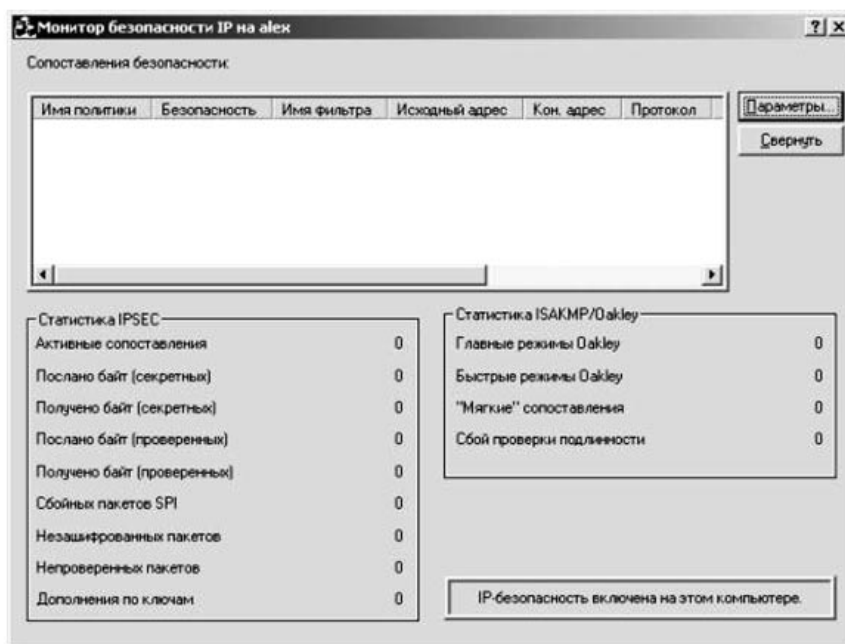 Монитор безопасности IP на alex
Сопоставления безопасности:
Имя политики Безопасность Имя фильтра Исходный адрес Кон. адрес Протокол
Параметры...
Свернуть
Статистика IPSEC
Активные сопоставления 0
Послано байт (секретных) 0
Получено байт (секретных) 0
Послано байт (проверенных) 0
Получено байт (проверенных) 0
Сбойных пакетов SPI 0
Незашифрованных пакетов 0
Непроверенных пакетов 0
Дополнения по ключам 0
Статистика ISAKMP/Oakley
Главные режимы Oakley 0
Быстрые режимы Oakley 0
"Мягкие" сопоставления 0
Сбой проверки подлинности 0
IP-безопасность включена на этом компьютере.